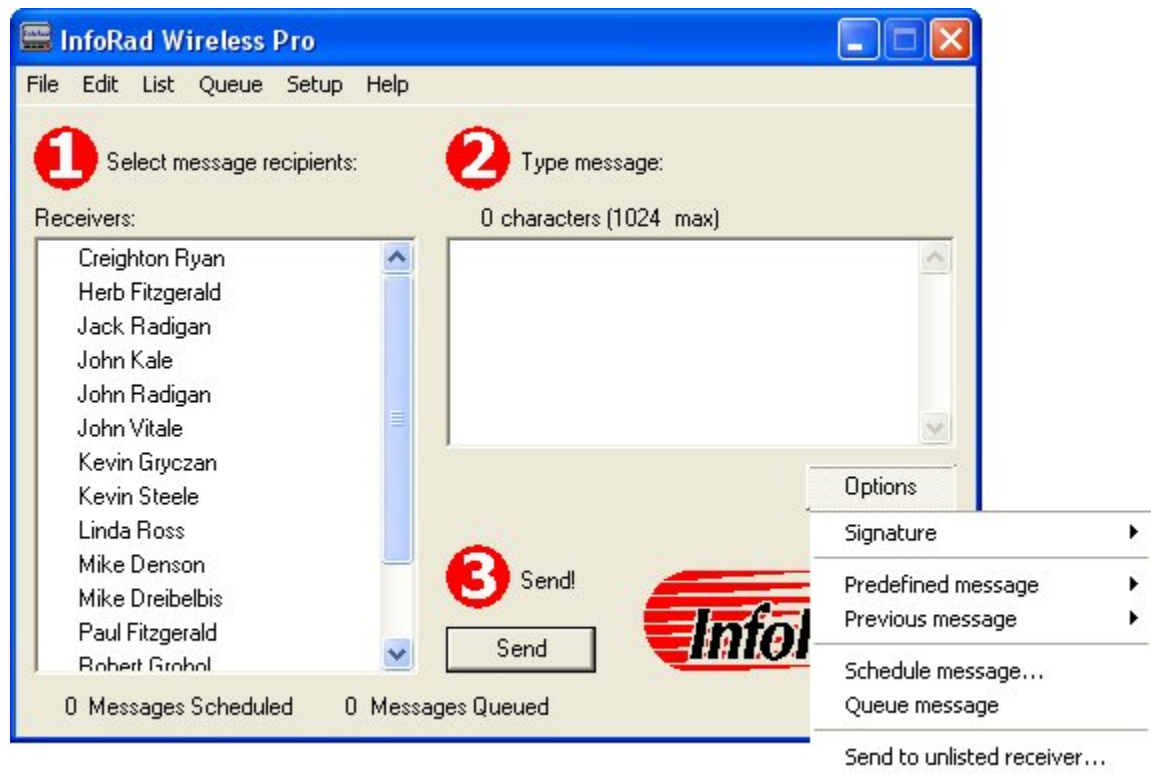 InfoRad Wireless Pro
File Edit List Queue Setup Help
1 Select message recipients:
2 Type message:
Receivers:
0 characters (1024 max)
Creighton Ryan
Herb Fitzgerald
Jack Radigan
John Kale
John Radigan
John Vitale
Kevin Gryczan
Kevin Steele
Linda Ross
Mike Denson
Mike Dreibelbis
Paul Fitzgerald
Robert Grohol
Options
Signature
Predefined message
Previous message
Schedule message...
Queue message
Send to unlisted receiver...
3 Send!
Send
0 Messages Scheduled 0 Messages Queued